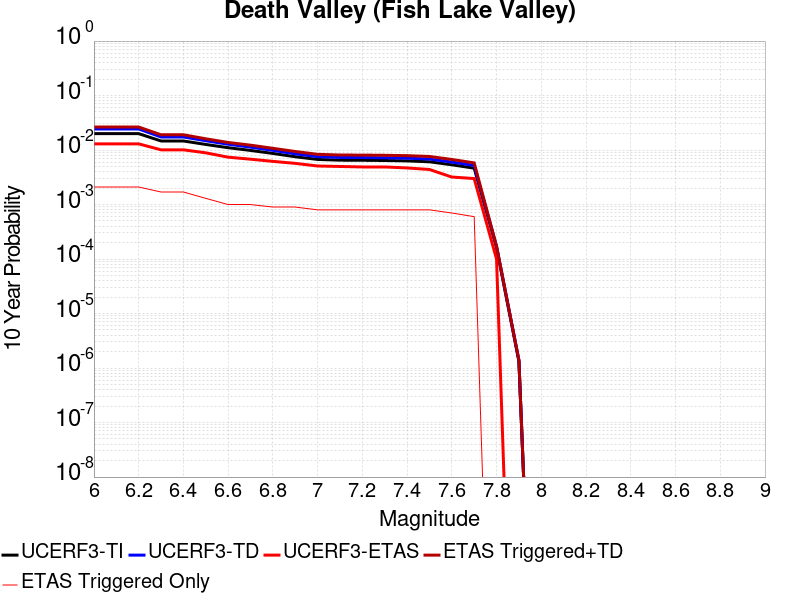 Death Valley (Fish Lake Valley)
10^0
10^-1
10^-2
10^-3
10^-4
10^-5
10^-6
10^-7
10^-8
10 Year Probability
6 6.2 6.4 6.6 6.8 7 7.2 7.4 7.6 7.8 8 8.2 8.4 8.6 8.8 9
Magnitude
UCERF3-TI UCERF3-TD UCERF3-ETAS ETAS Triggered+TD
ETAS Triggered Only